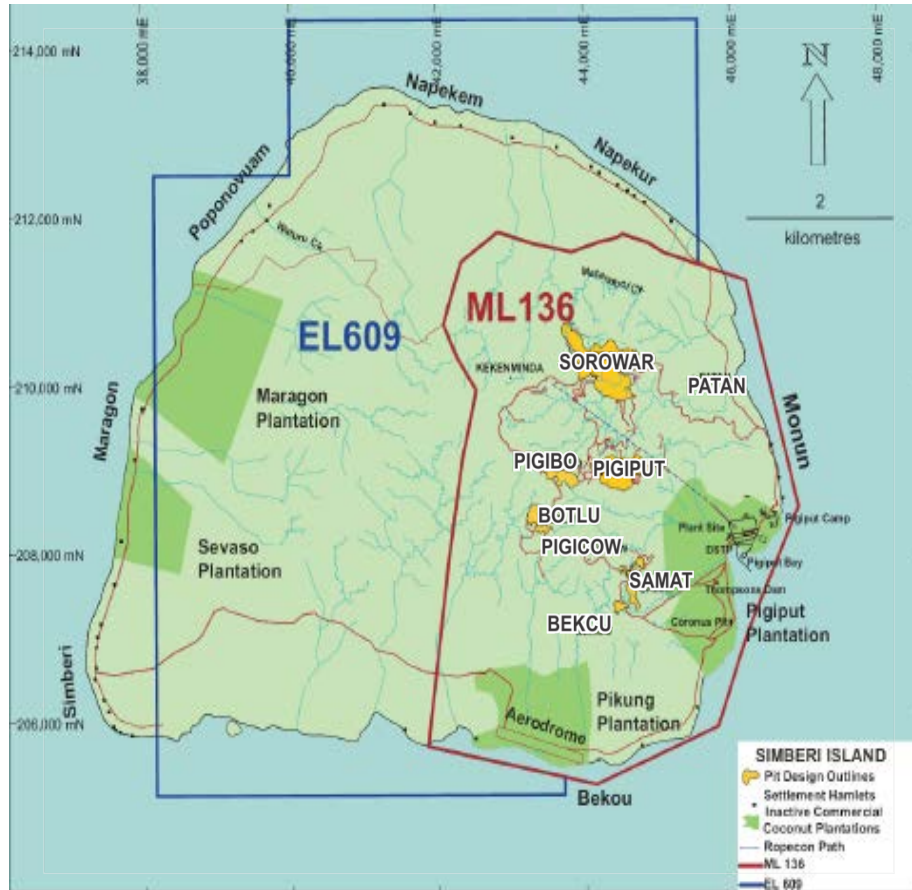 38,000 mE
40,000 mE
42,000 mE
44,000 mE
46,000 mE
48,000 mE
214,000 mN
212,000 mN
210,000 mN
208,000 mN
206,000 mN
N
2
kilometres
Napekem
Napekur
Poponovuam
Maragon
Simberi
Monun
Bekou
EL609
ML136
KEKENMINDA
SOROWAR
PATAN
PIGIBO
PIGIPUT
BOTLU
PIGICOW
SAMAT
BEKCU
Maragon
Plantation
Sevaso
Plantation
Plant Site
Pigiput Camp
DSTP
Pigiput Bay
Thompsons Dam
Coronus Pit
Pigiput
Plantation
Pikung
Plantation
Aerodrome
SIMBERI ISLAND
Pit Design Outlines
Settlement Hamlets
Inactive Commercial
Coconut Plantations
Ropecon Path
ML 136
EL 609